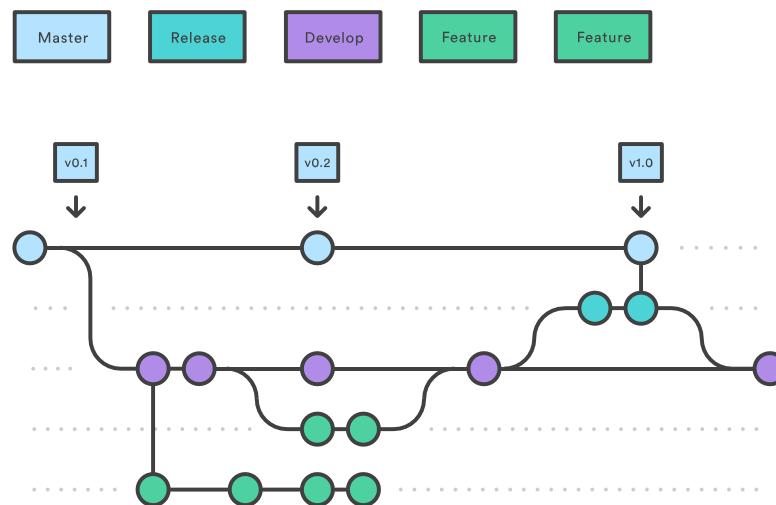 Master
Release
Develop
Feature
Feature
v0.1
v0.2
v1.0